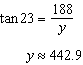 tan 23 = 188/y
y ≈ 442.9